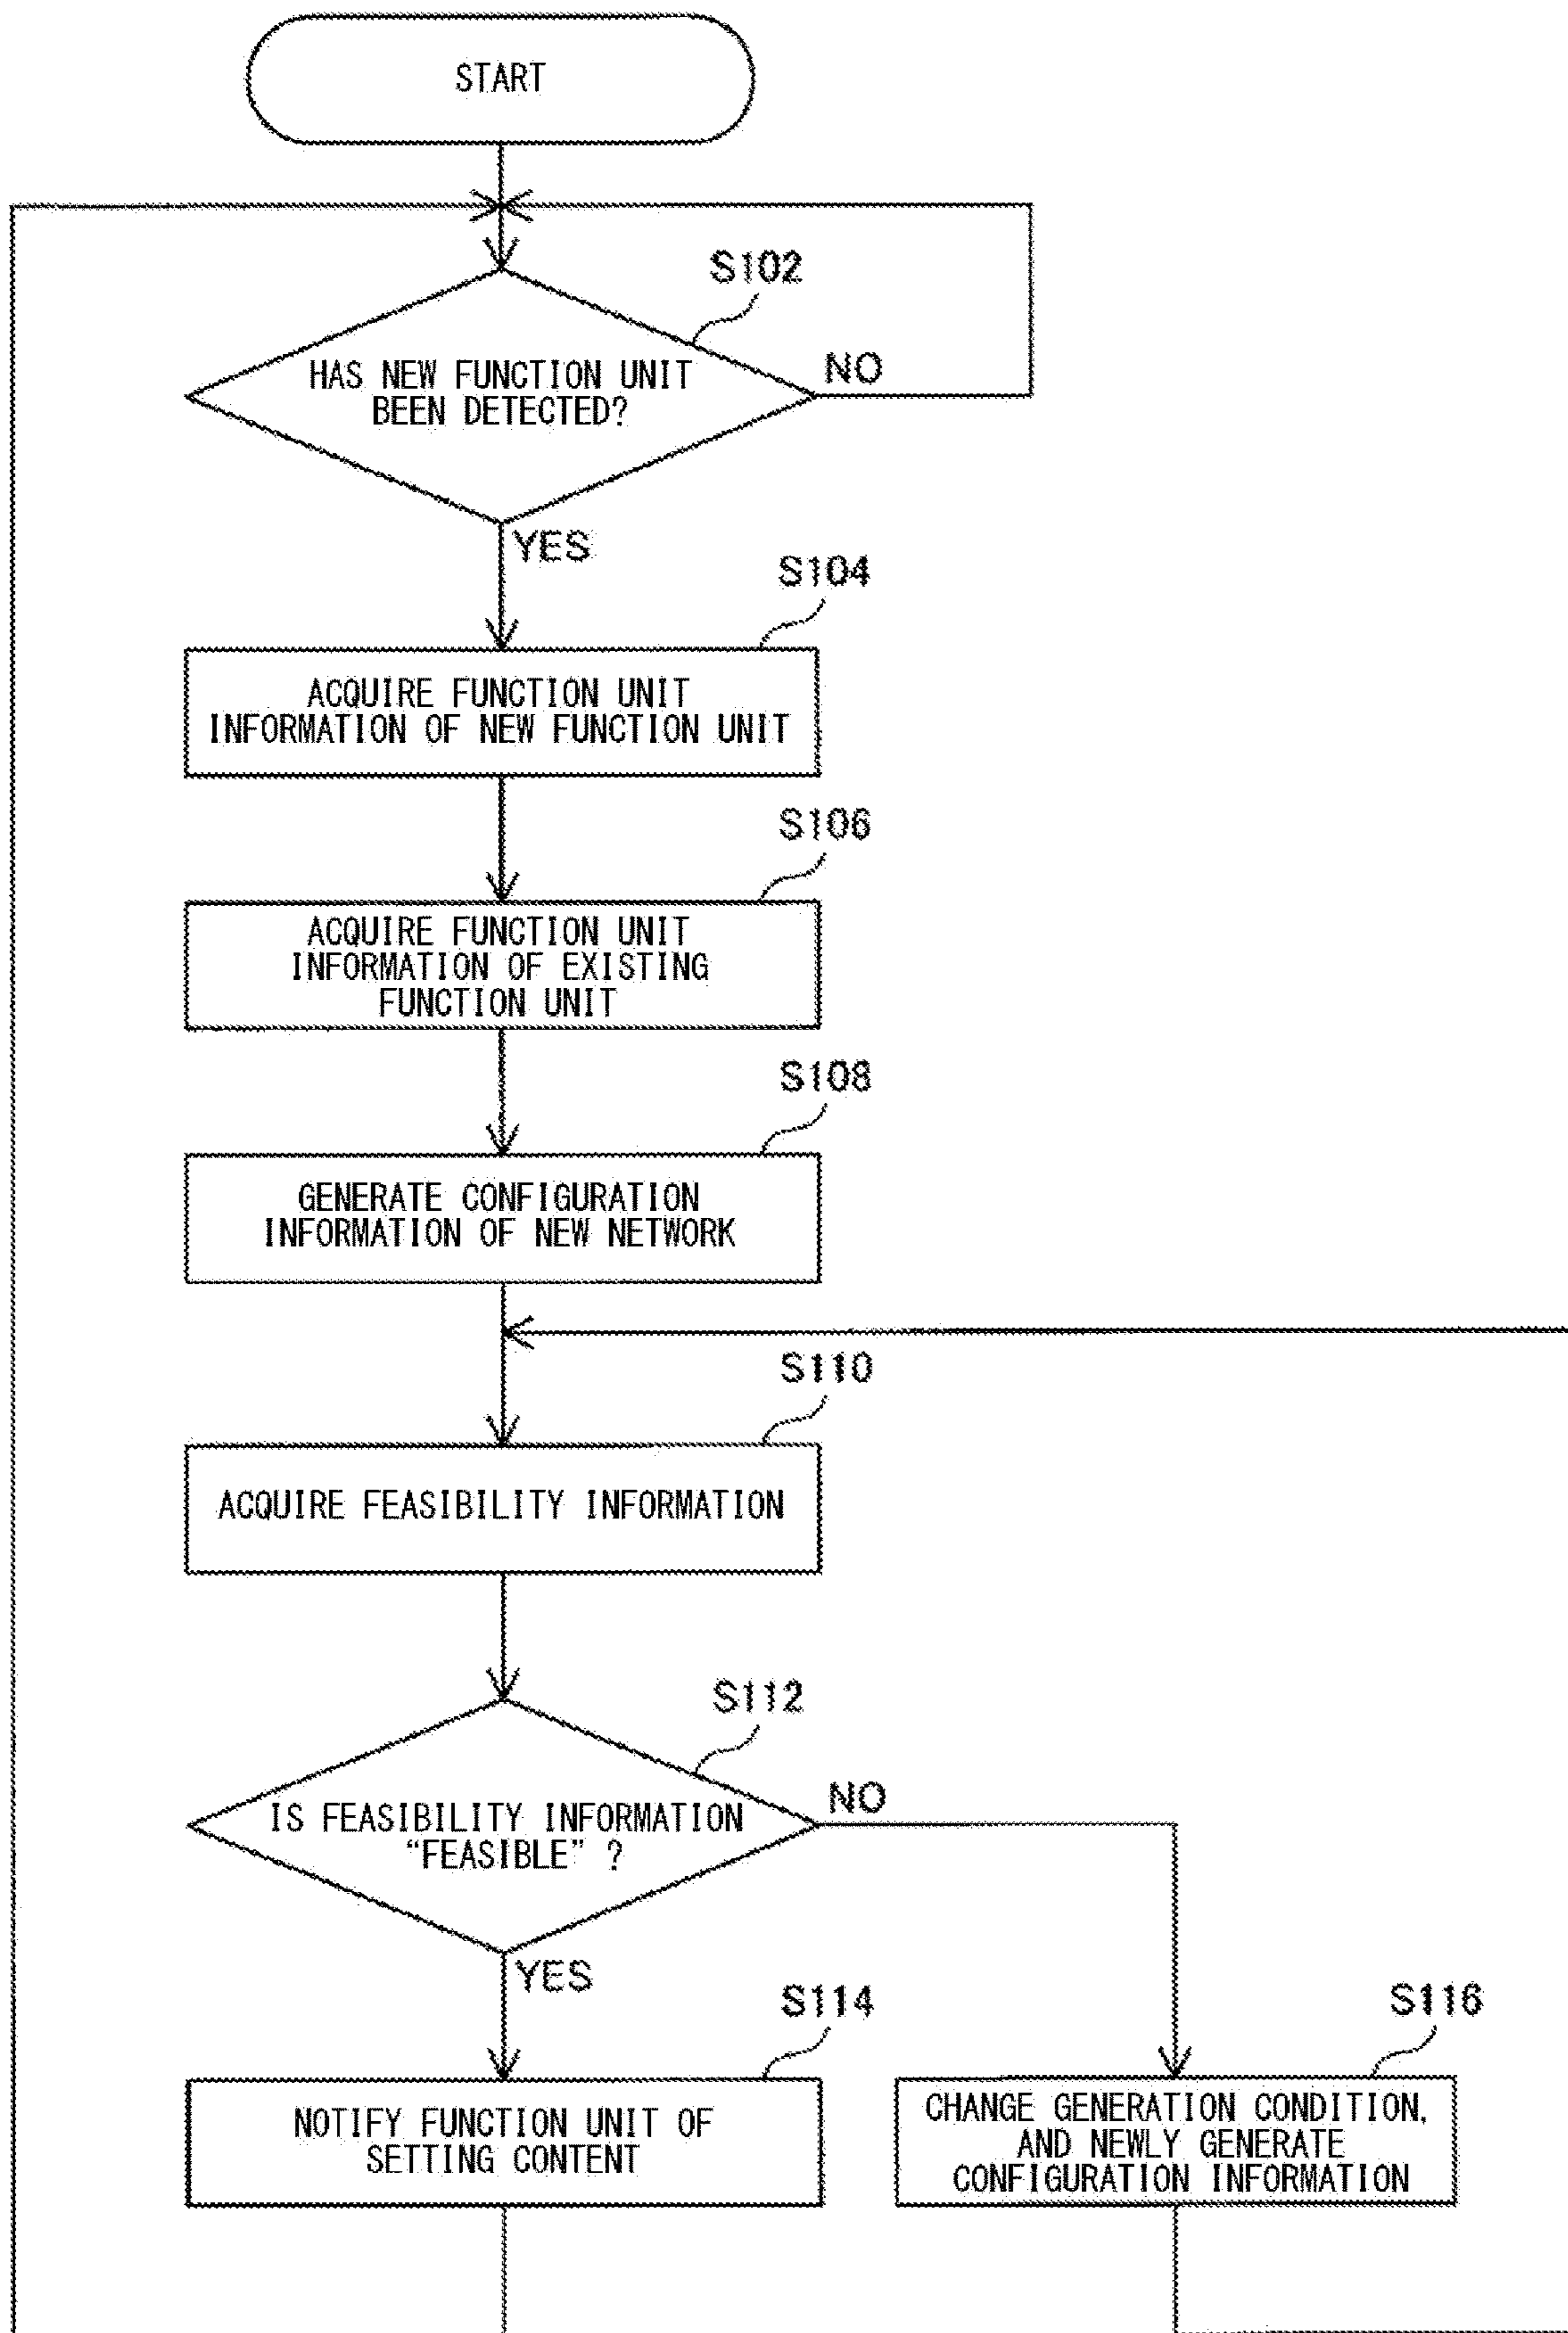 START
S102
HAS NEW FUNCTION UNIT
BEEN DETECTED?
NO
YES
S104
ACQUIRE FUNCTION UNIT
INFORMATION OF NEW FUNCTION UNIT
S106
ACQUIRE FUNCTION UNIT
INFORMATION OF EXISTING
FUNCTION UNIT
S108
GENERATE CONFIGURATION
INFORMATION OF NEW NETWORK
S110
ACQUIRE FEASIBILITY INFORMATION
S112
IS FEASIBILITY INFORMATION
“FEASIBLE” ?
NO
YES
S114
NOTIFY FUNCTION UNIT OF
SETTING CONTENT
S116
CHANGE GENERATION CONDITION,
AND NEWLY GENERATE
CONFIGURATION INFORMATION